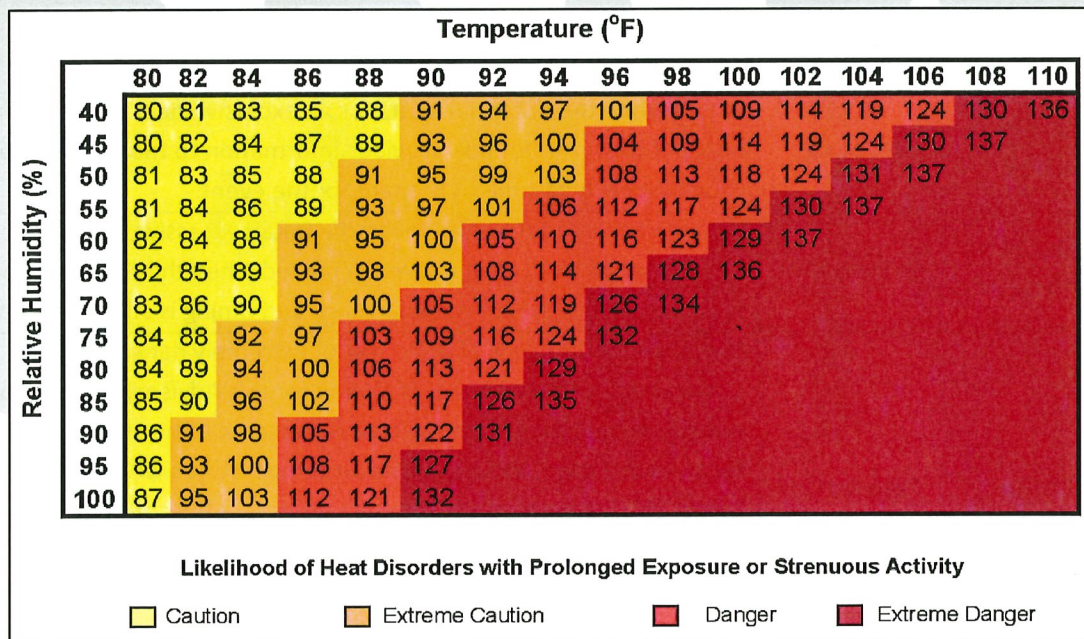 Temperature (°F)
80 82 84 86 88 90 92 94 96 98 100 102 104 106 108 110
Relative Humidity (%)
40 80 81 83 85 88 91 94 97 101 105 109 114 119 124 130 136
45 80 82 84 87 89 93 96 100 104 109 114 119 124 130 137
50 81 83 85 88 91 95 99 103 108 113 118 124 131 137
55 81 84 86 89 93 97 101 106 112 117 124 130 137
60 82 84 88 91 95 100 105 110 116 123 129 137
65 82 85 89 93 98 103 108 114 121 128 136
70 83 86 90 95 100 105 112 119 126 134
75 84 88 92 97 103 109 116 124 132
80 84 89 94 100 106 113 121 129
85 85 90 96 102 110 117 126 135
90 86 91 98 105 113 122 131
95 86 93 100 108 117 127
100 87 95 103 112 121 132
Likelihood of Heat Disorders with Prolonged Exposure or Strenuous Activity
Caution Extreme Caution Danger Extreme Danger